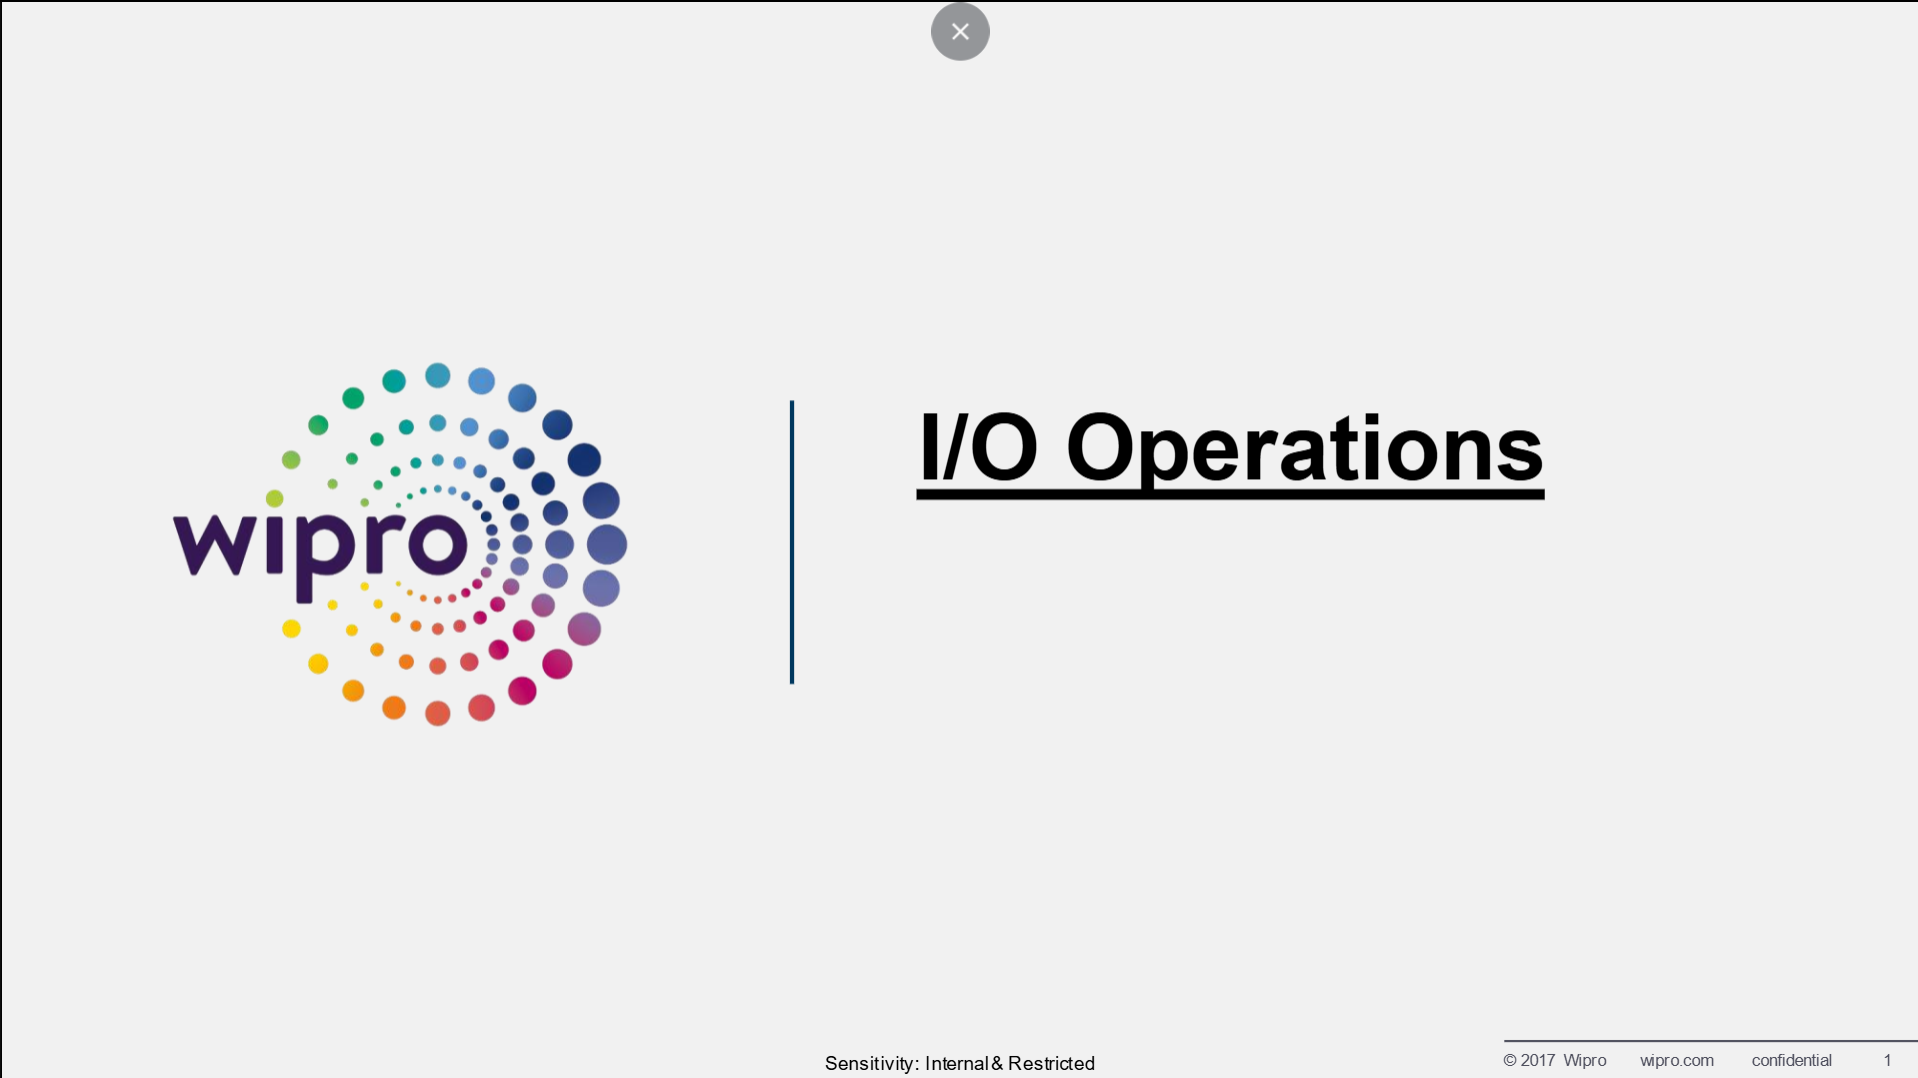 wipro
I/O Operations
Sensitivity: Internal & Restricted
© 2017 Wipro wipro.com confidential 1